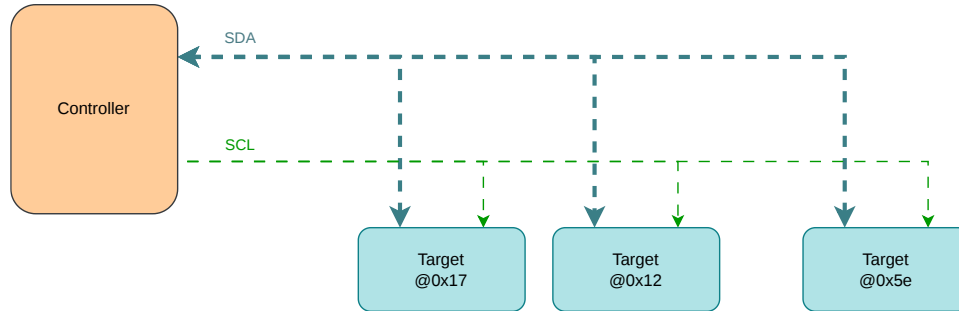 SDA
Controller
SCL
Target
@0x17
Target
@0x12
Target
@0x5e